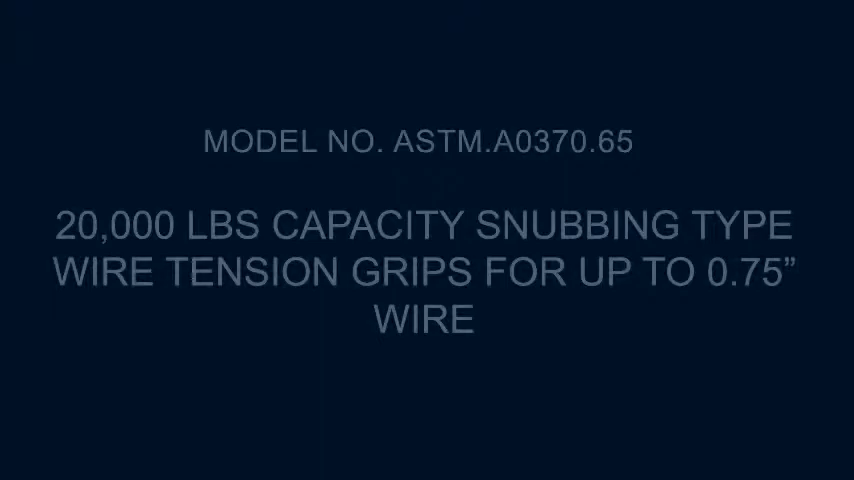 MODEL NO. ASTM.A0370.65
20,000 LBS CAPACITY SNUBBING TYPE
WIRE TENSION GRIPS FOR UP TO 0.75”
WIRE